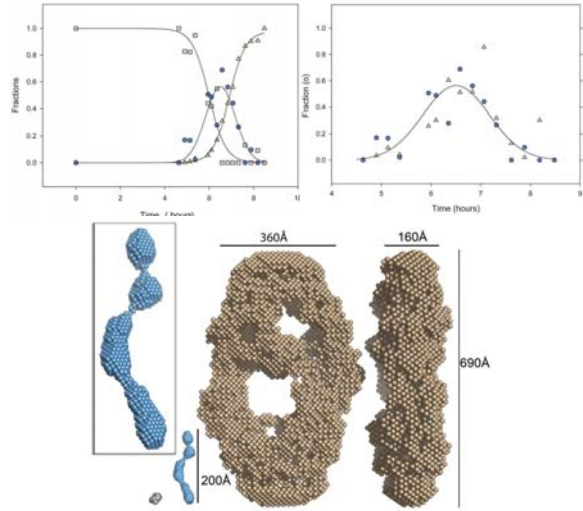 1.0
0.8
0.6
0.4
0.2
0.0
Fractions
0 2 4 6 8 10
Time ( hours)
1.0
0.8
0.6
0.4
0.2
0.0
Fraction (α)
4 5 6 7 8 9
Time (hours)
360Å 160Å
690Å
200Å